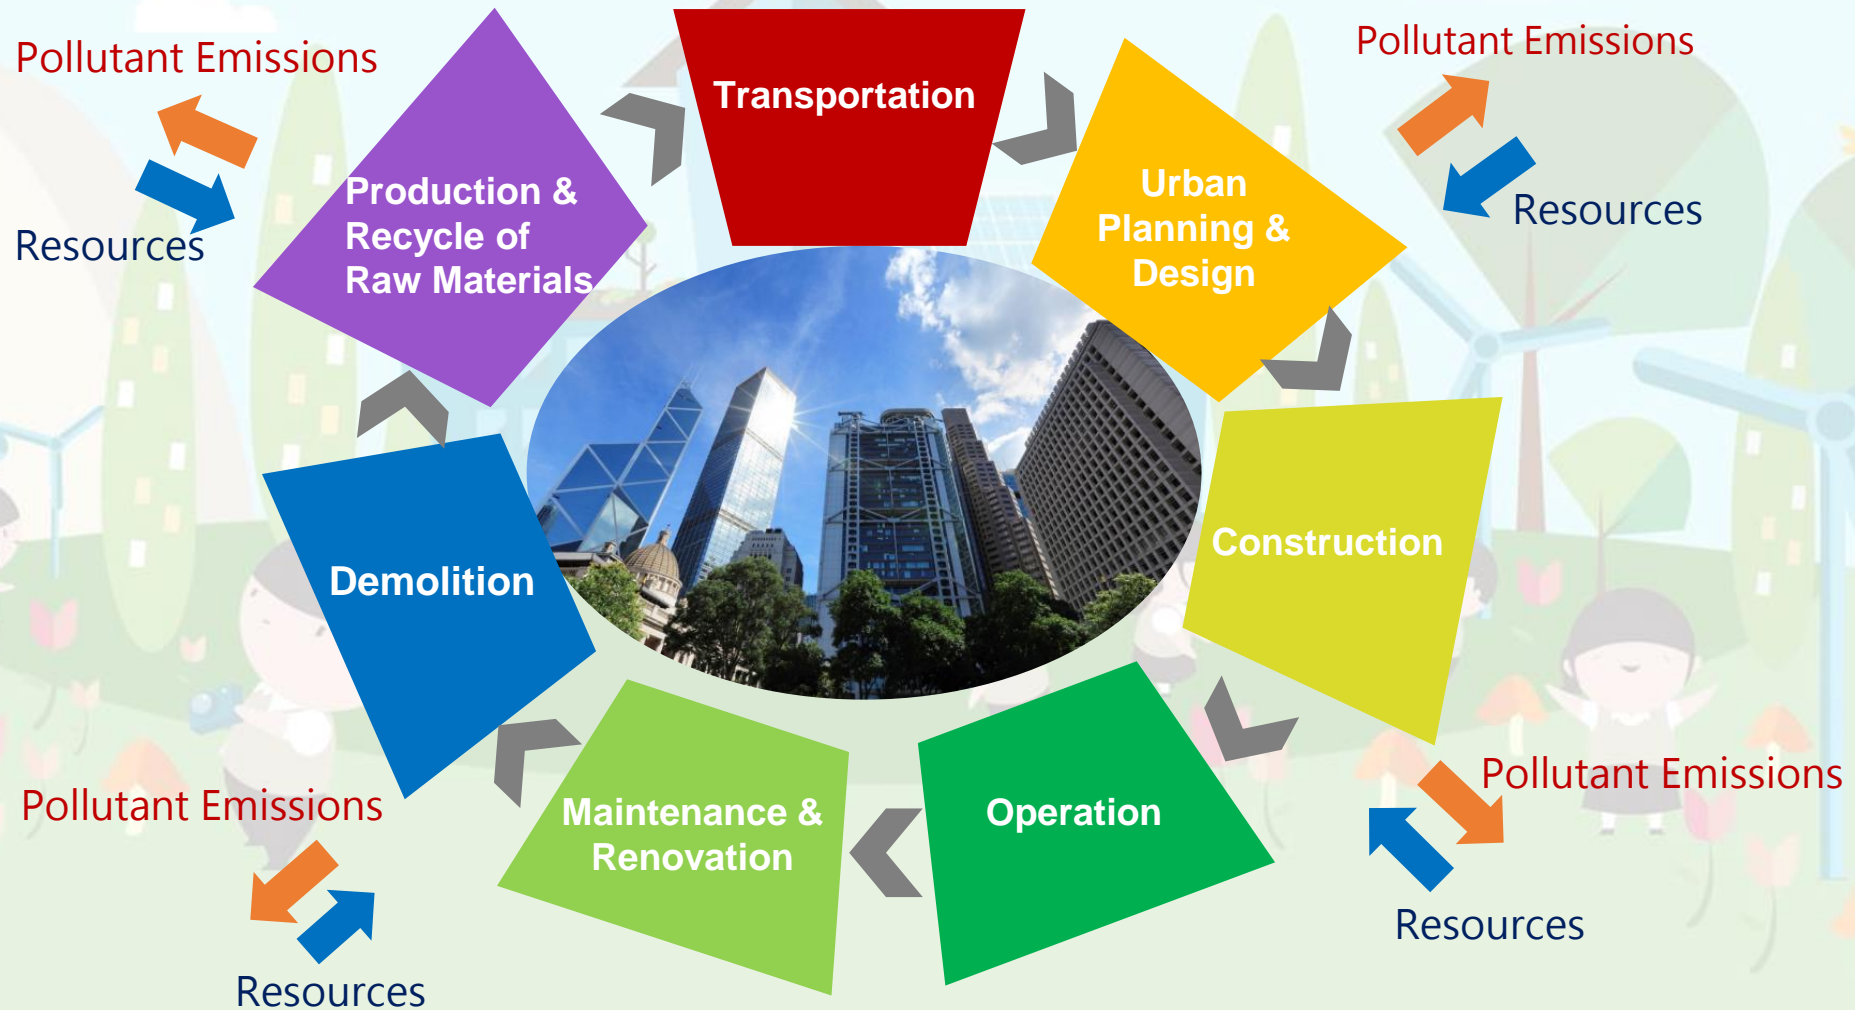 Pollutant Emissions
Resources
Production &
Recycle of
Raw Materials
Transportation
Urban
Planning &
Design
Pollutant Emissions
Resources
Construction
Pollutant Emissions
Resources
Operation
Maintenance &
Renovation
Demolition
Pollutant Emissions
Resources